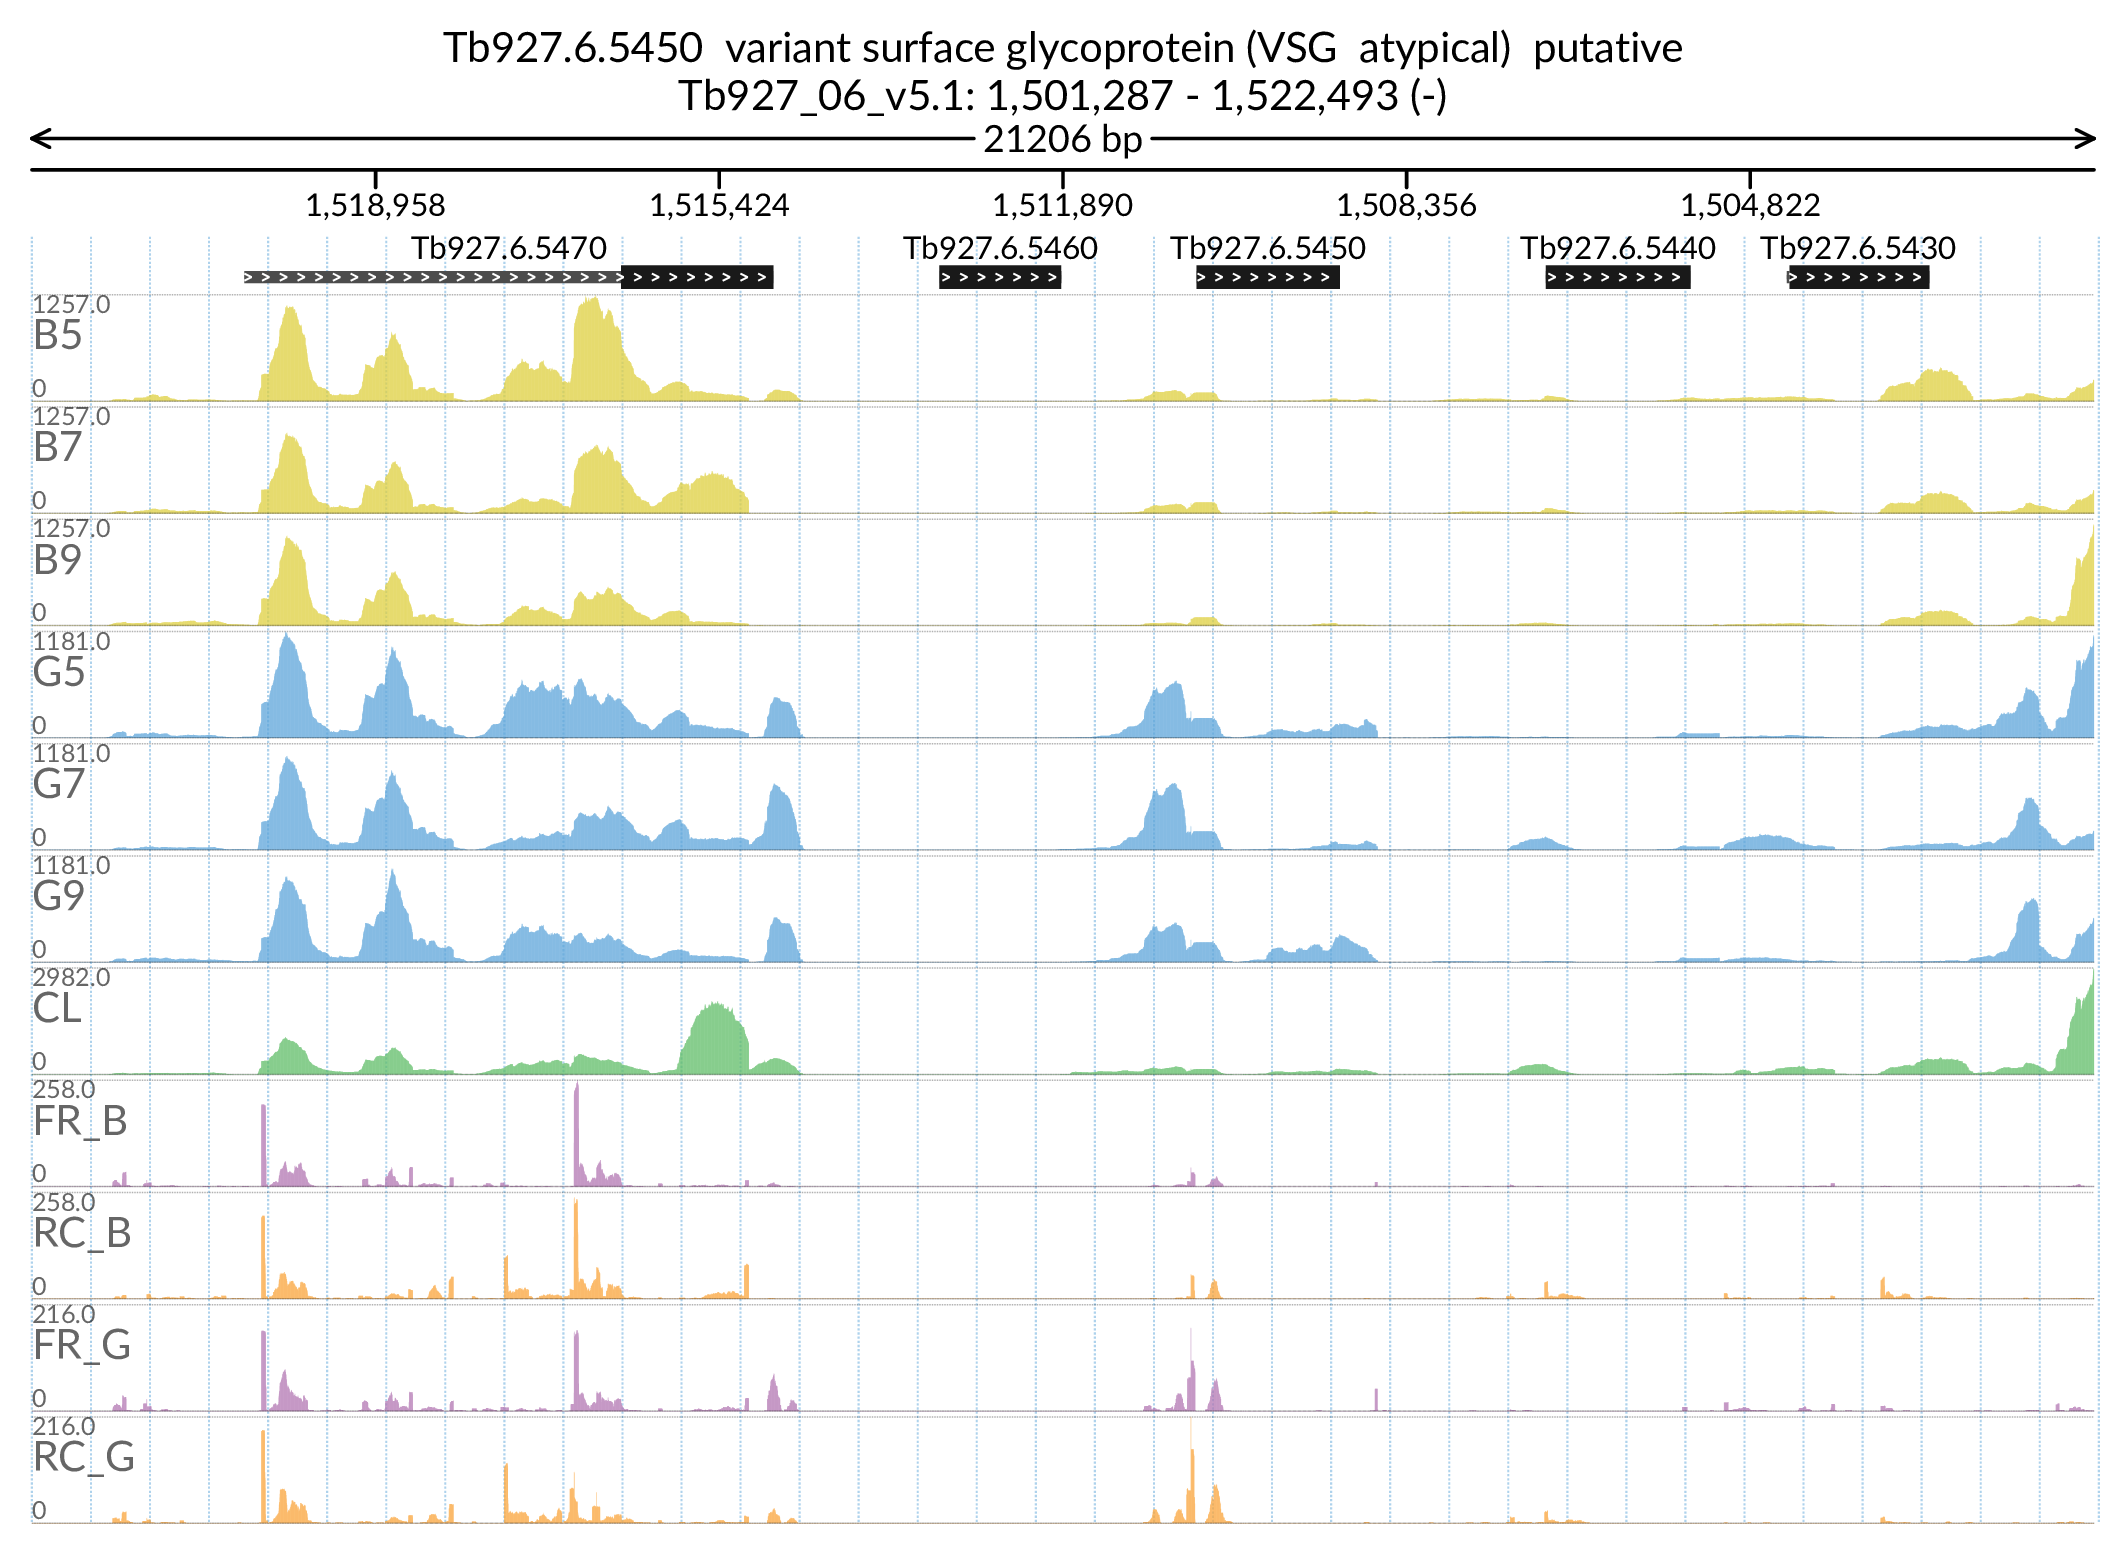 Tb927.6.5450 variant surface glycoprotein (VSG atypical) putative
Tb927_06_v5.1: 1,501,287 - 1,522,493 (-)
21206 bp
1,518,958 1,515,424 1,511,890 1,508,356 1,504,822
Tb927.6.5470 Tb927.6.5460 Tb927.6.5450 Tb927.6.5440 Tb927.6.5430
1257.0
B5
0
1257.0
B7
0
1257.0
B9
0
1181.0
G5
0
1181.0
G7
0
1181.0
G9
0
2982.0
CL
0
258.0
FR_B
0
258.0
RC_B
0
216.0
FR_G
0
216.0
RC_G
0